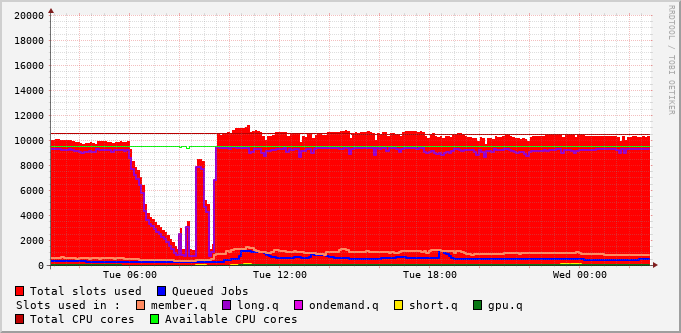 20000
18000
16000
14000
12000
10000
8000
6000
4000
2000
0
Tue 06:00 Tue 12:00 Tue 18:00 Wed 00:00
RRDTOOL / TOBI OETIKER
Total slots used Queued Jobs
Slots used in : member.q long.q ondemand.q short.q gpu.q
Total CPU cores Available CPU cores